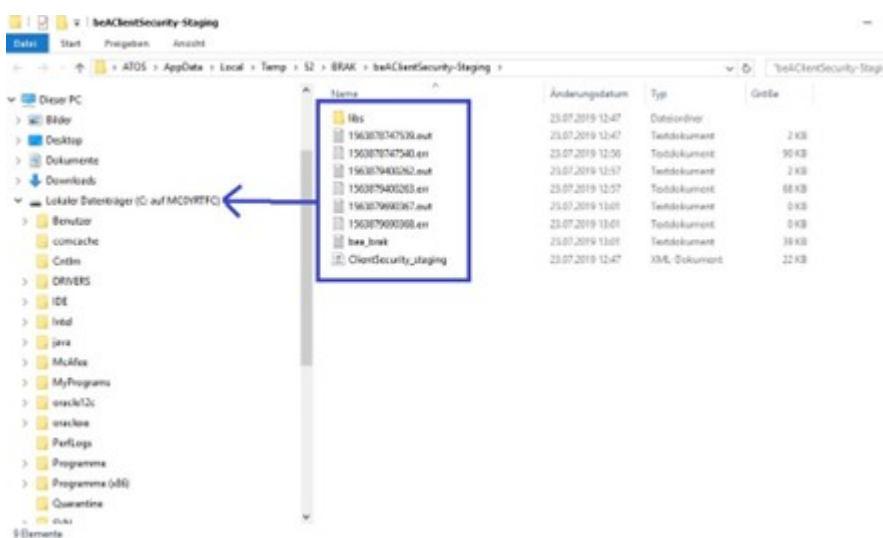 beAClientSecurity-Staging
Datei Start Freigeben Ansicht
ATOS > AppData > Local > Temp > S2 > BRAK > beAClientSecurity-Staging >
Name Änderungsdatum Typ Größe
Dieser PC
Bilder
Desktop
Dokumente
Downloads
Lokaler Datenträger (C: auf MC0YRTFC)
Benutzer
comcache
Cntlm
DRIVERS
IDE
Intel
java
McAfee
MyPrograms
oracle12c
PerfLogs
Programme
Programme (x86)
Quarantine
libs 23.07.2019 12:47 Dateiordner
1563878747539.out 23.07.2019 12:47 Textdokument 2 KB
1563878747540.err 23.07.2019 12:56 Textdokument 90 KB
1563879400262.out 23.07.2019 12:57 Textdokument 2 KB
1563879400263.err 23.07.2019 12:57 Textdokument 68 KB
1563879690367.out 23.07.2019 13:01 Textdokument 0 KB
1563879690368.err 23.07.2019 13:01 Textdokument 0 KB
bea_brak 23.07.2019 13:01 Textdokument 38 KB
ClientSecurity_staging 23.07.2019 12:47 XML-Dokument 22 KB
9 Elemente